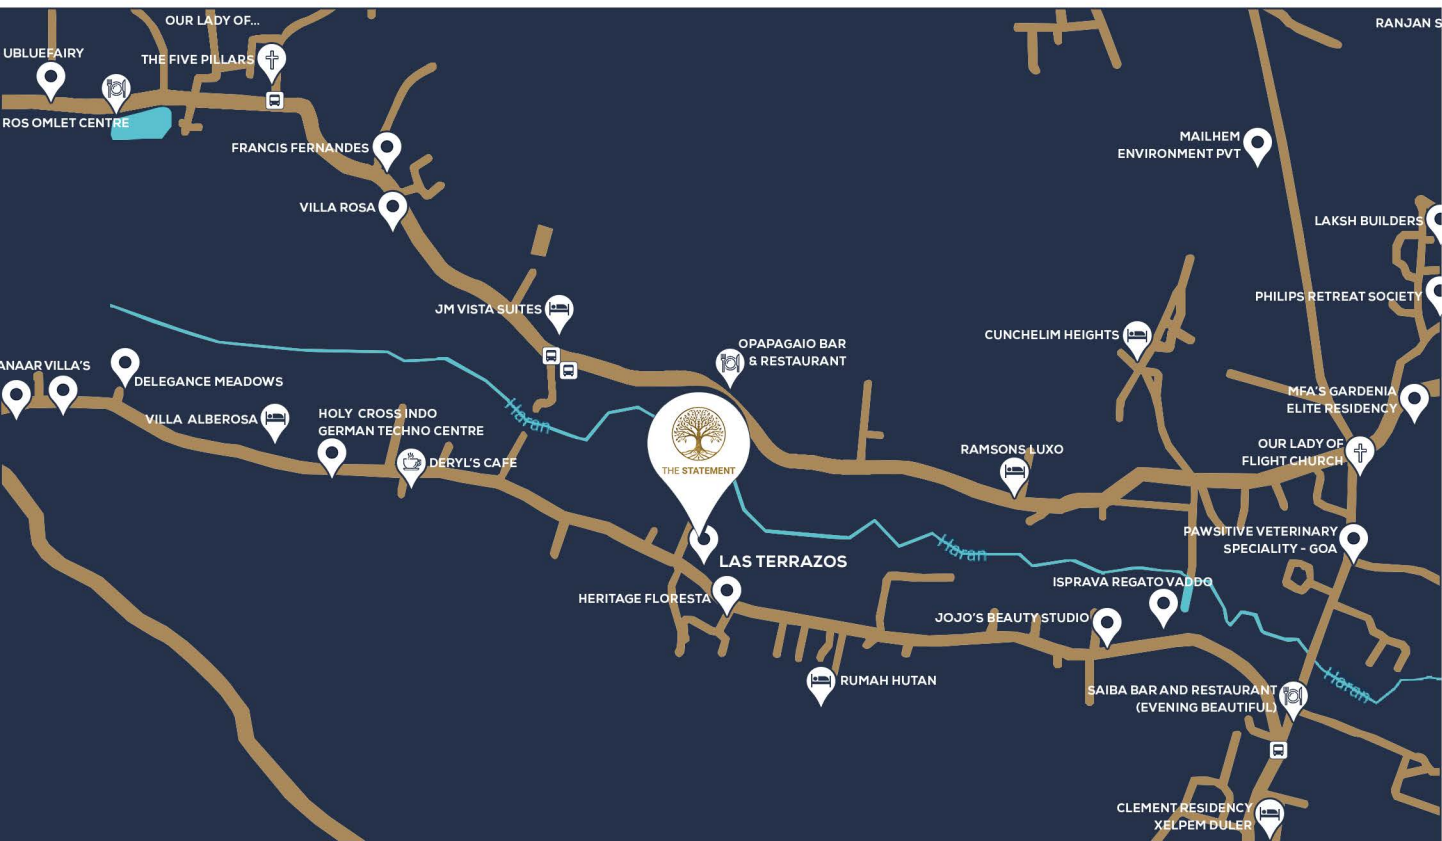 OUR LADY OF...
RANJAN S
UBLUEFAIRY
THE FIVE PILLARS
ROS OMLET CENTRE
FRANCIS FERNANDES
MAILHEM
ENVIRONMENT PVT
VILLA ROSA
LAKSH BUILDERS
PHILIPS RETREAT SOCIETY
JM VISTA SUITES
CUNCHELIM HEIGHTS
OPAPAGAIO BAR
& RESTAURANT
ANAAR VILLA'S
DELEGANCE MEADOWS
MFA'S GARDENIA
ELITE RESIDENCY
VILLA ALBEROSA
HOLY CROSS INDO
GERMAN TECHNO CENTRE
Haran
DERYL'S CAFE
THE STATEMENT
RAMSONS LUXO
OUR LADY OF
FLIGHT CHURCH
PAWSITIVE VETERINARY
SPECIALITY - GOA
Haran
LAS TERRAZOS
ISPRAVA REGATO VADDO
HERITAGE FLORESTA
JOJO'S BEAUTY STUDIO
RUMAH HUTAN
Haran
SAIBA BAR AND RESTAURANT
(EVENING BEAUTIFUL)
CLEMENT RESIDENCY
XELPEM DULER